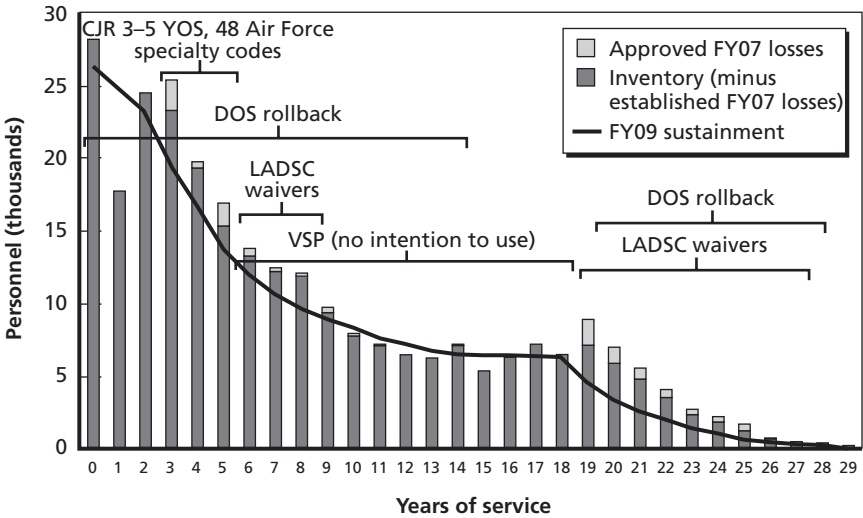 30
25
20
15
10
5
0
Personnel (thousands)
CJR 3–5 YOS, 48 Air Force
specialty codes
DOS rollback
LADSC
waivers
VSP (no intention to use)
DOS rollback
LADSC waivers
Approved FY07 losses
Inventory (minus
established FY07 losses)
FY09 sustainment
0 1 2 3 4 5 6 7 8 9 10 11 12 13 14 15 16 17 18 19 20 21 22 23 24 25 26 27 28 29
Years of service